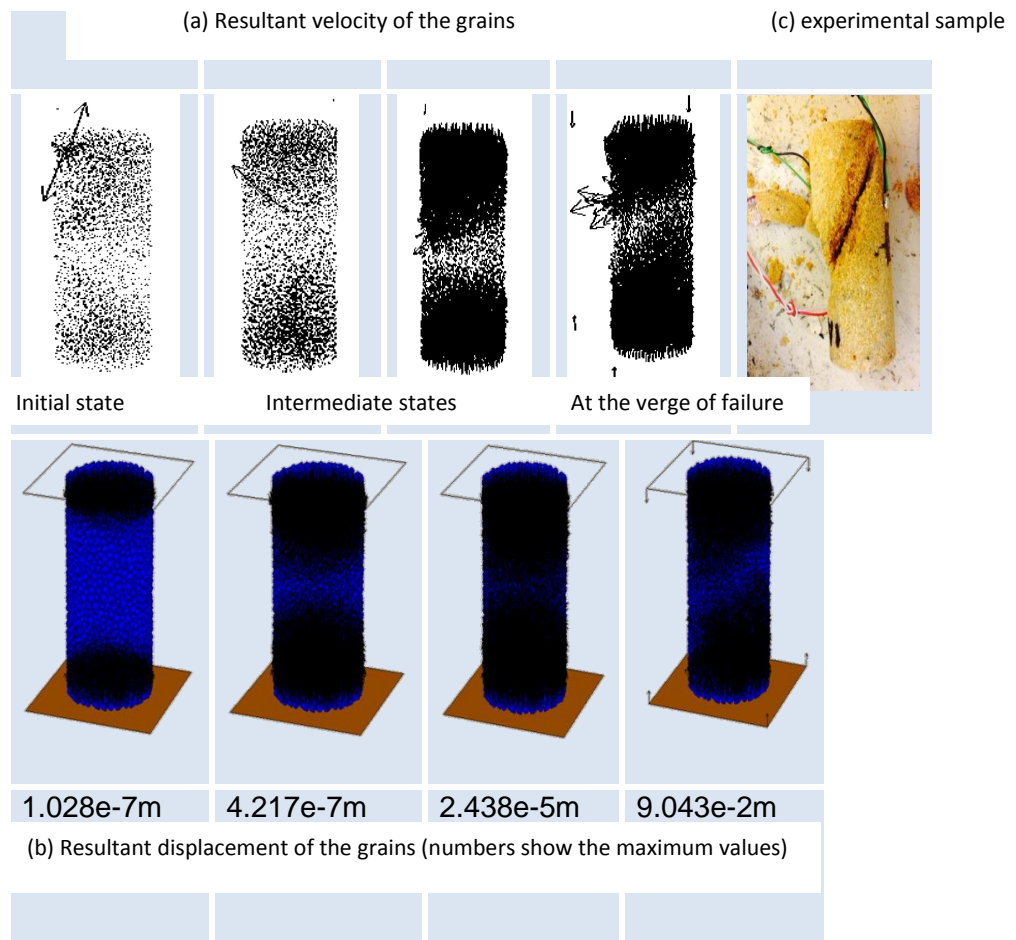 (a) Resultant velocity of the grains
(c) experimental sample
Initial state
Intermediate states
At the verge of failure
1.028e-7m
4.217e-7m
2.438e-5m
9.043e-2m
(b) Resultant displacement of the grains (numbers show the maximum values)